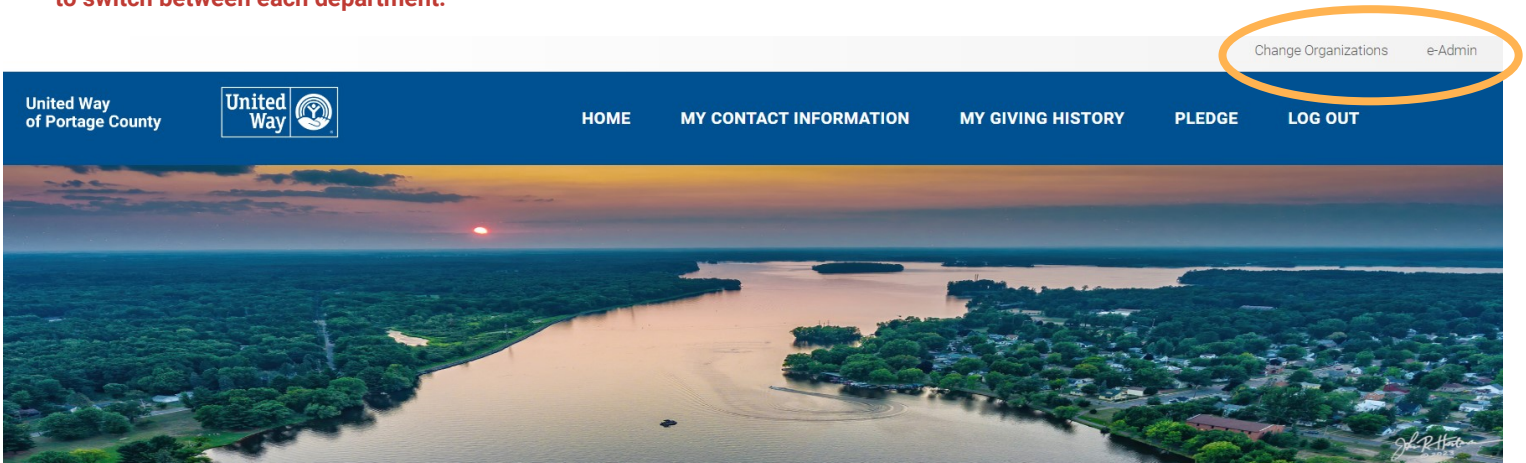 to switch between each department.
Change Organizations e-Admin
United Way
of Portage County
United
Way
HOME MY CONTACT INFORMATION MY GIVING HISTORY PLEDGE LOG OUT